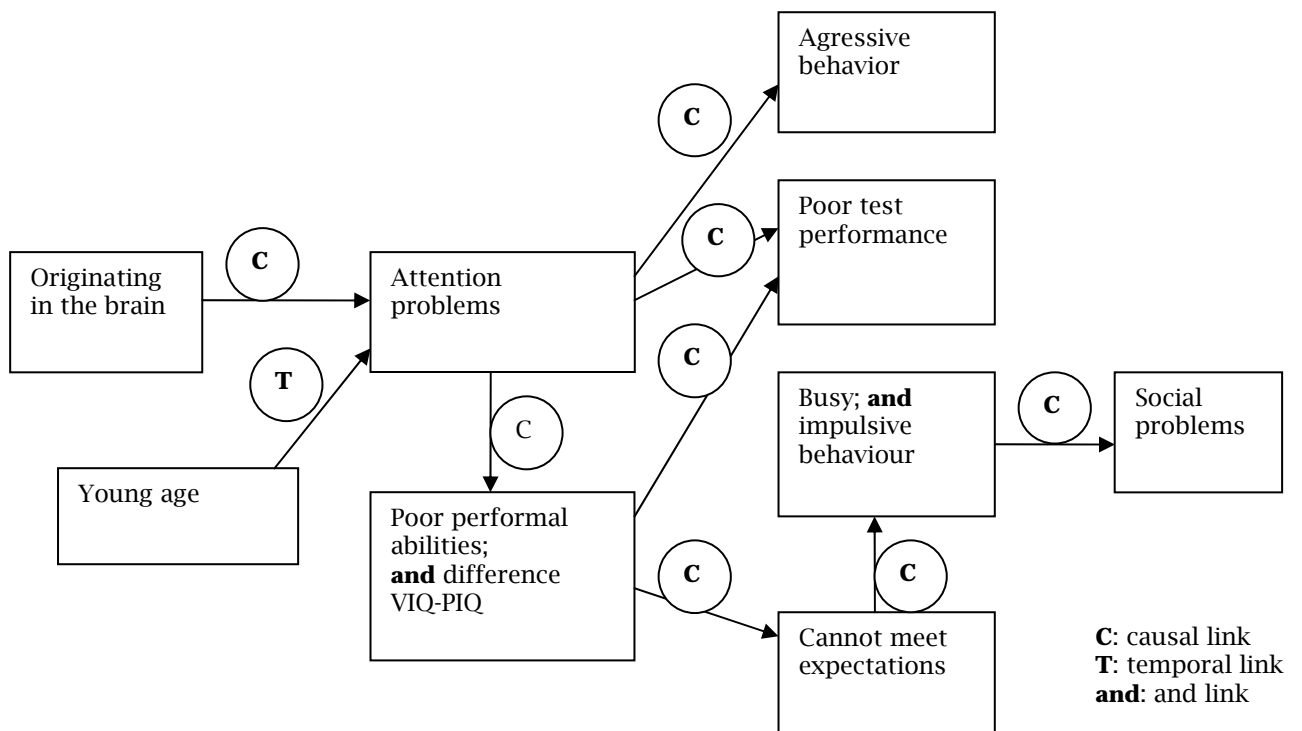 Agressive
behavior
C
Poor test
performance
C
C
Originating
in the brain
Attention
problems
C
T
Busy; and
impulsive
behaviour
C
Social
problems
C
Young age
Poor performal
abilities;
and difference
VIQ-PIQ
C
C
Cannot meet
expectations
C: causal link
T: temporal link
and: and link